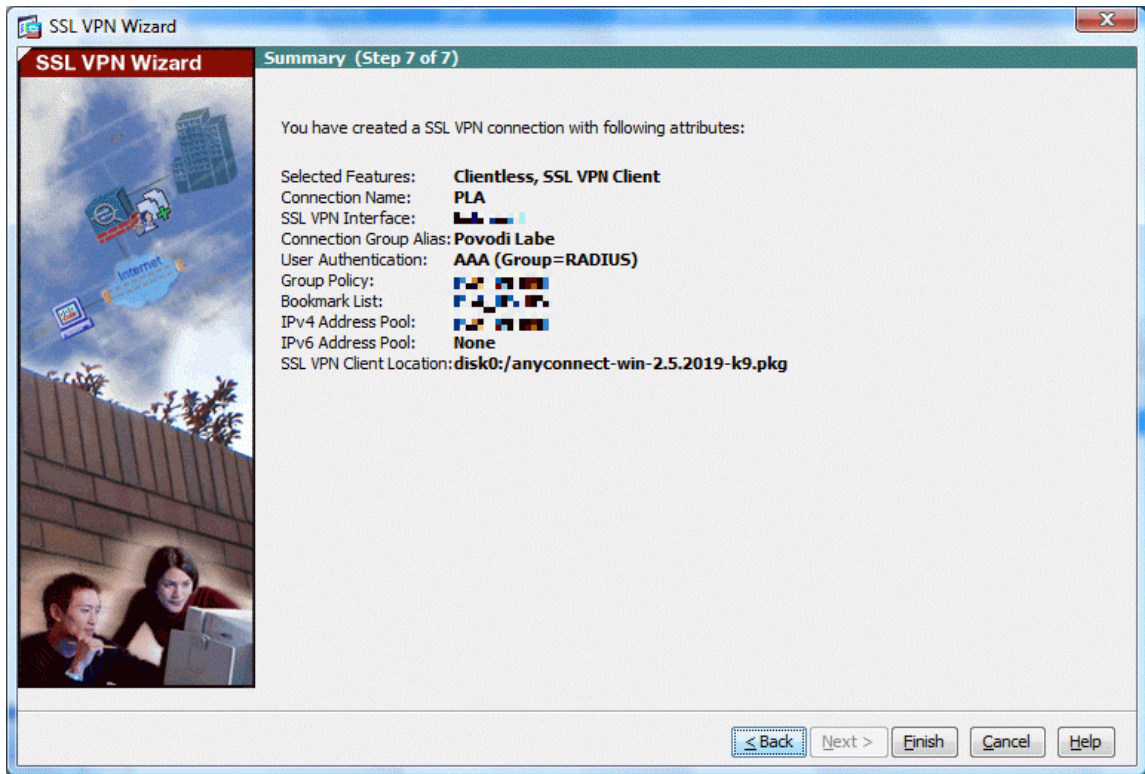 SSL VPN Wizard
SSL VPN Wizard
Summary (Step 7 of 7)
Internet
You have created a SSL VPN connection with following attributes:
Selected Features: Clientless, SSL VPN Client
Connection Name: PLA
SSL VPN Interface:
Connection Group Alias: Povodi Labe
User Authentication: AAA (Group=RADIUS)
Group Policy:
Bookmark List:
IPv4 Address Pool:
IPv6 Address Pool: None
SSL VPN Client Location: disk0:/anyconnect-win-2.5.2019-k9.pkg
< Back Next > Finish Cancel Help